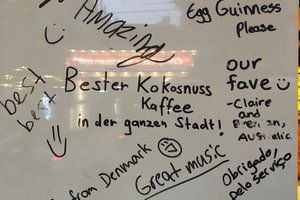 AMAZING
Egg Guinness
Please
best
best
Bester Kokosnuss
Kaffee
in der ganzen Stadt!
our
fave
-Claire
and
from Denmark
Great music
Obrigado,
pelo serviço